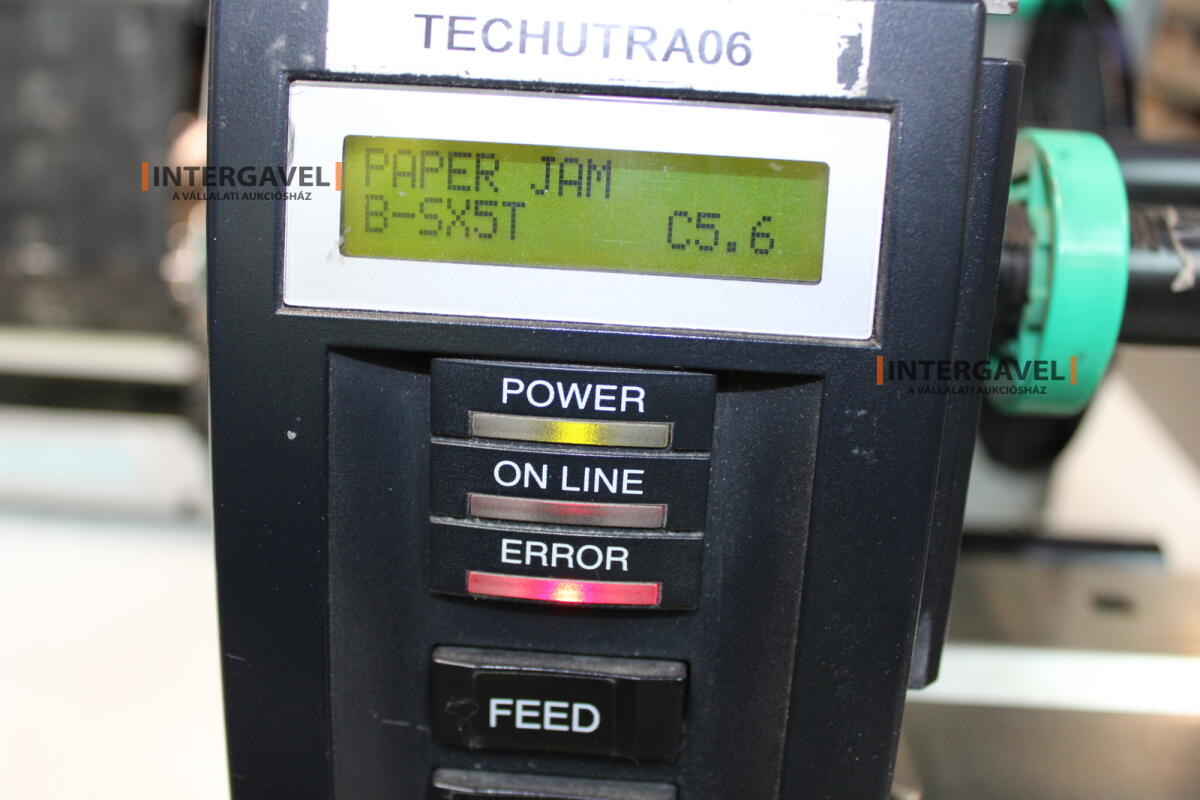 TECHUTRA06
PAPER JAM
B-SX5T C5.6
INTERGAVEL
A VÁLLALATI AUKCIÓSHÁZ
POWER
INTERGAVEL
A VÁLLALATI AUKCIÓSHÁZ
ON LINE
ERROR
FEED